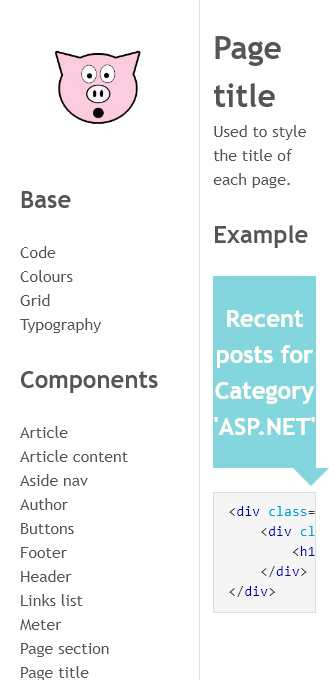 Base
Code
Colours
Grid
Typography
Components
Article
Article content
Aside nav
Author
Buttons
Footer
Header
Links list
Meter
Page section
Page title
Page
title
Used to style
the title of
each page.
Example
Recent
posts for
Category
'ASP.NET'
<div class=
<div cl
<h1
</div>
</div>